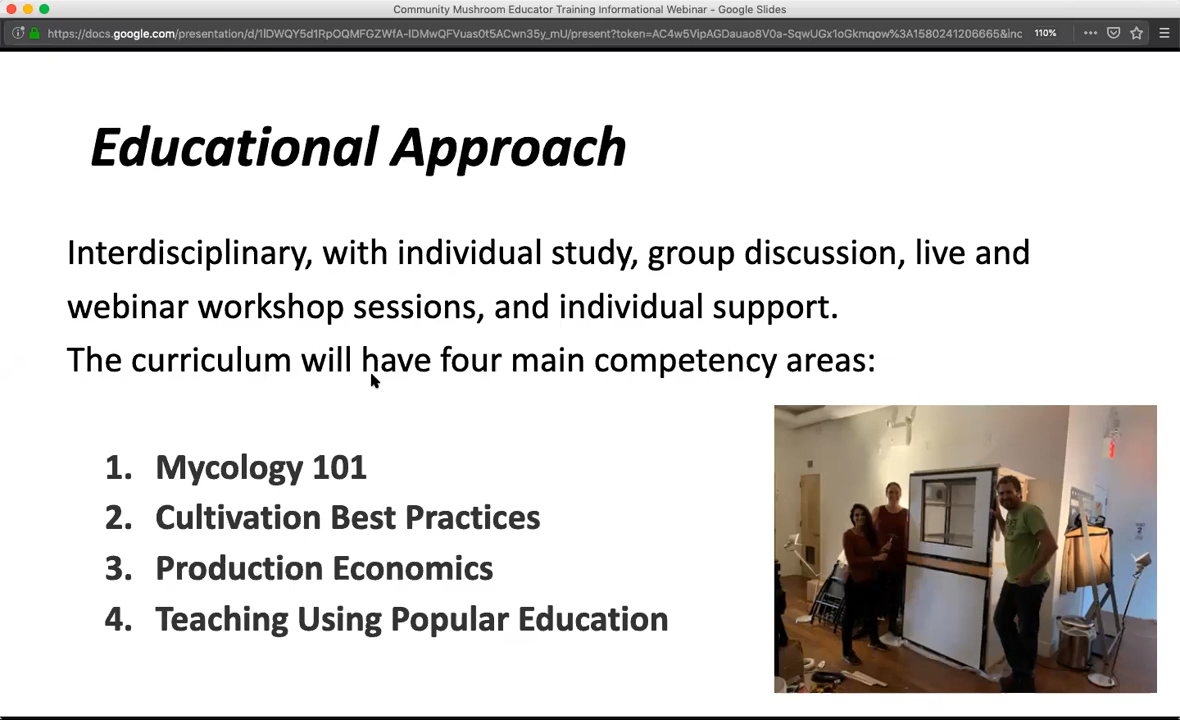 Community Mushroom Educator Training Informational Webinar - Google Slides
https://docs.google.com/presentation/d/1lDWQY5d1RpOQMFGZWfA-IDMwQFVuas0t5ACwn35y_mU/present?token=AC4w5VipAGDauao8V0a-SqwUGx1oGkmqow%3A1580241206665&inc 110%
Educational Approach
Interdisciplinary, with individual study, group discussion, live and
webinar workshop sessions, and individual support.
The curriculum will have four main competency areas:
1. Mycology 101
2. Cultivation Best Practices
3. Production Economics
4. Teaching Using Popular Education